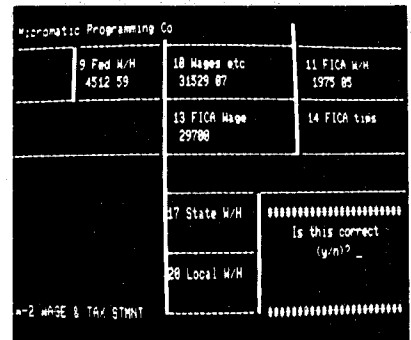 Micromatic Programming Co
9 Fed W/H
4512 59
10 Wages etc
31529 07
11 FICA W/H
1975 05
13 FICA Wage
29700
14 FICA tips
17 State W/H
Is this correct
(y/n)? _
20 Local W/H
W-2 WAGE & TAX STMNT